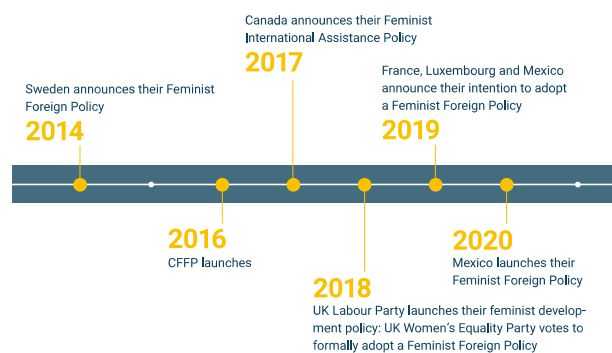 Canada announces their Feminist
International Assistance Policy
2017
France, Luxembourg and Mexico
announce their intention to adopt
a Feminist Foreign Policy
2019
Sweden announces their Feminist
Foreign Policy
2014
2016
CFFP launches
2020
Mexico launches their
Feminist Foreign Policy
2018
UK Labour Party launches their feminist develop-
ment policy: UK Women's Equality Party votes to
formally adopt a Feminist Foreign Policy